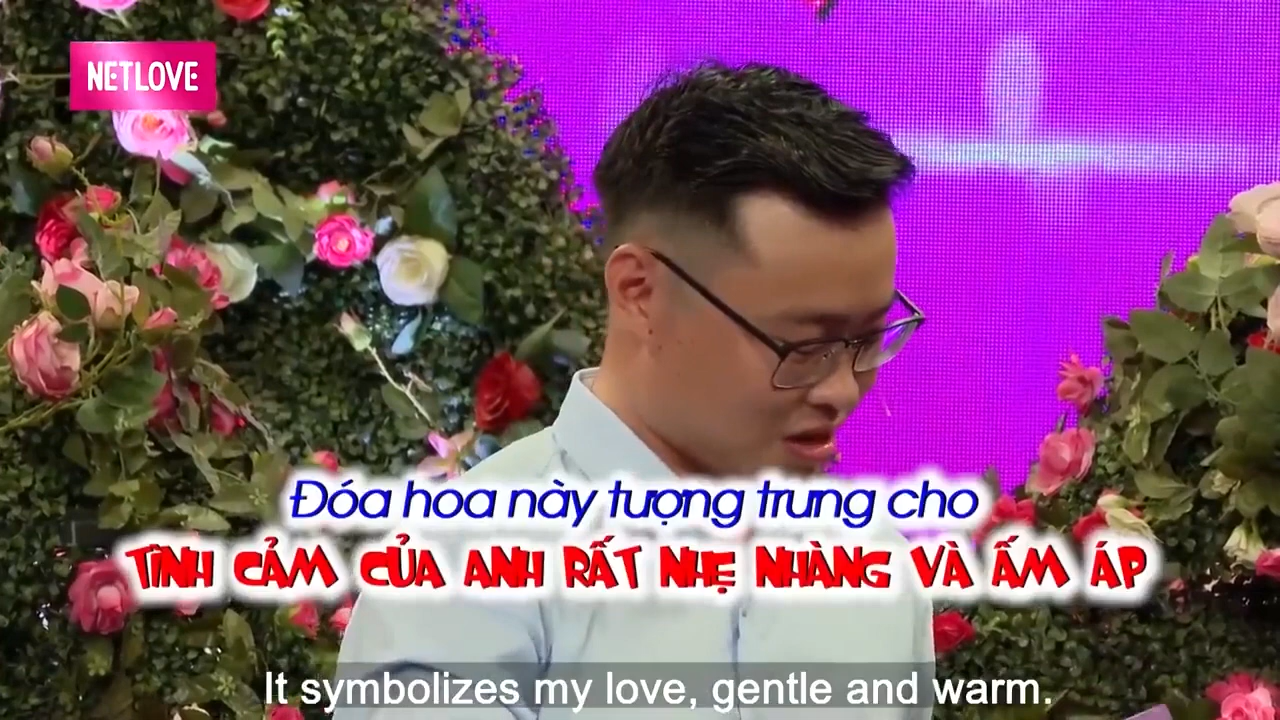 NETLOVE
Đóa hoa này tượng trưng cho
TÌNH CẢM CỦA ANH RẤT NHẸ NHÀNG VÀ ẤM ÁP
It symbolizes my love, gentle and warm.